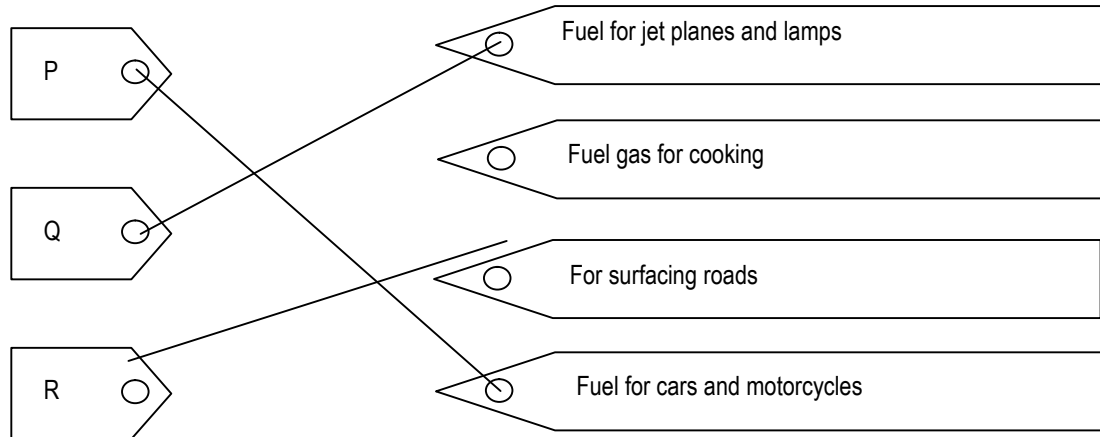 P
Fuel for jet planes and lamps
Fuel gas for cooking
Q
For surfacing roads
R
Fuel for cars and motorcycles